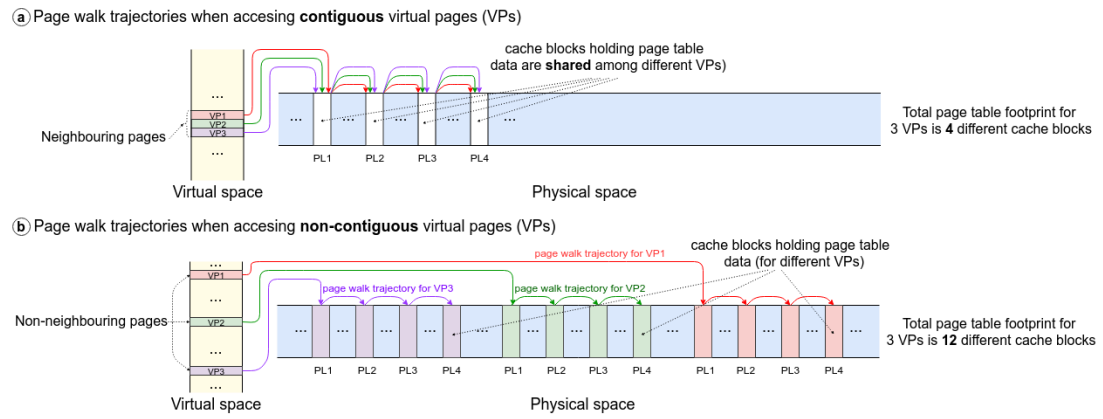 a Page walk trajectories when accesing contiguous virtual pages (VPs)
cache blocks holding page table
data are shared among different VPs)
...
VP1
VP2
VP3
...
Neighbouring pages
... ... ... ... ...
PL1 PL2 PL3 PL4
Total page table footprint for
3 VPs is 4 different cache blocks
Virtual space
Physical space
b Page walk trajectories when accesing non-contiguous virtual pages (VPs)
cache blocks holding page table
data (for different VPs)
page walk trajectory for VP1
page walk trajectory for VP3
page walk trajectory for VP2
...
VP1
...
VP2
...
VP3
...
Non-neighbouring pages
... ... ... ... ... ... ... ... ... ... ... ... ...
PL1 PL2 PL3 PL4 PL1 PL2 PL3 PL4 PL1 PL2 PL3 PL4
Total page table footprint for
3 VPs is 12 different cache blocks
Virtual space
Physical space